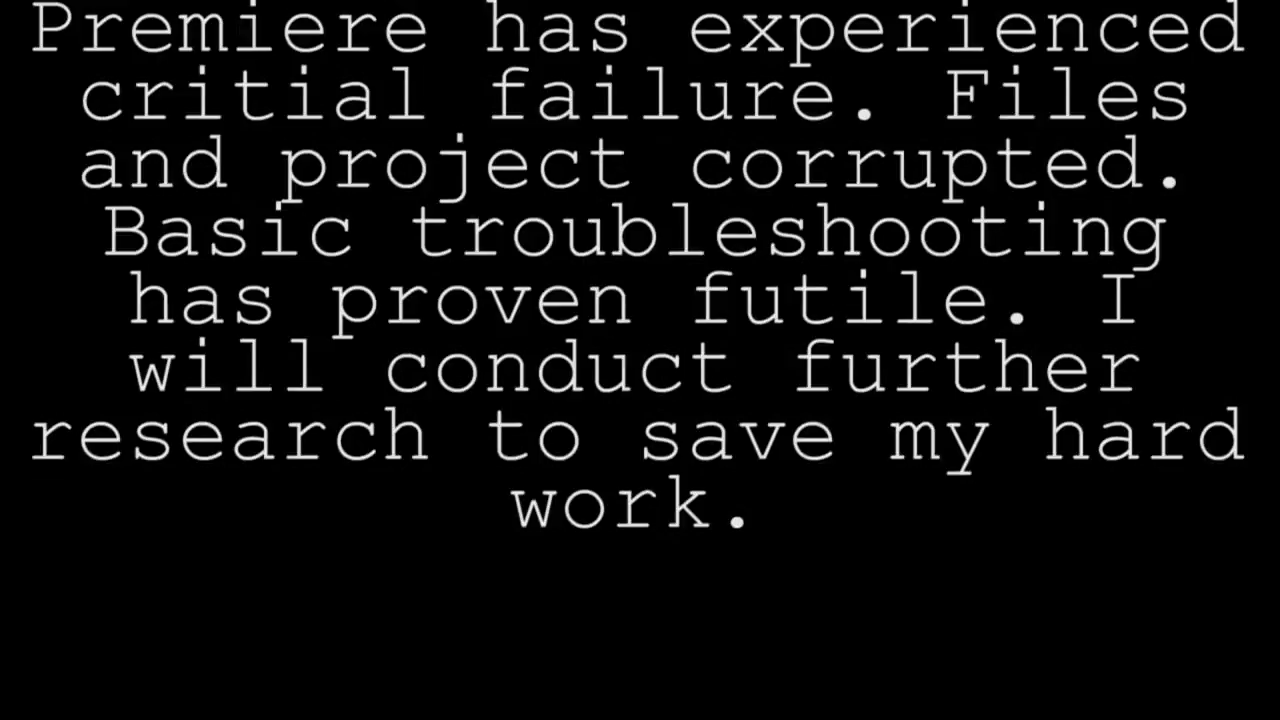 Premiere has experienced
critial failure. Files
and project corrupted.
Basic troubleshooting
has proven futile. I
will conduct further
research to save my hard
work.